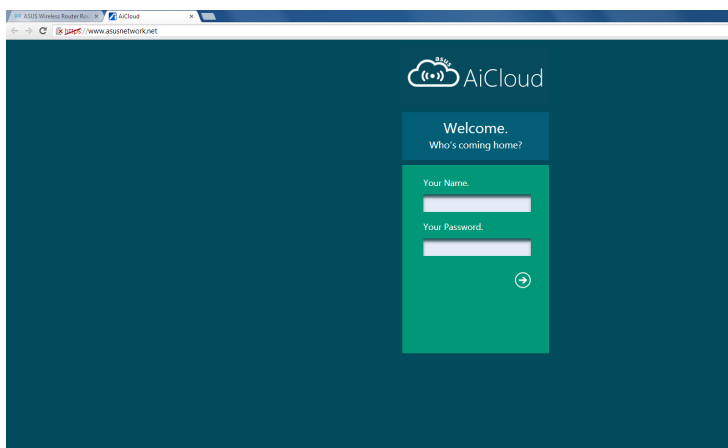 ASUS Wireless Router Rou
AiCloud
https://www.asusnetwork.net
asus
AiCloud
Welcome.
Who's coming home?
Your Name.
Your Password.